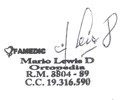 FAMEDIC
Mario Lewis D
Ortopedia
R.M. 8804 - 89
C.C. 19.316.590